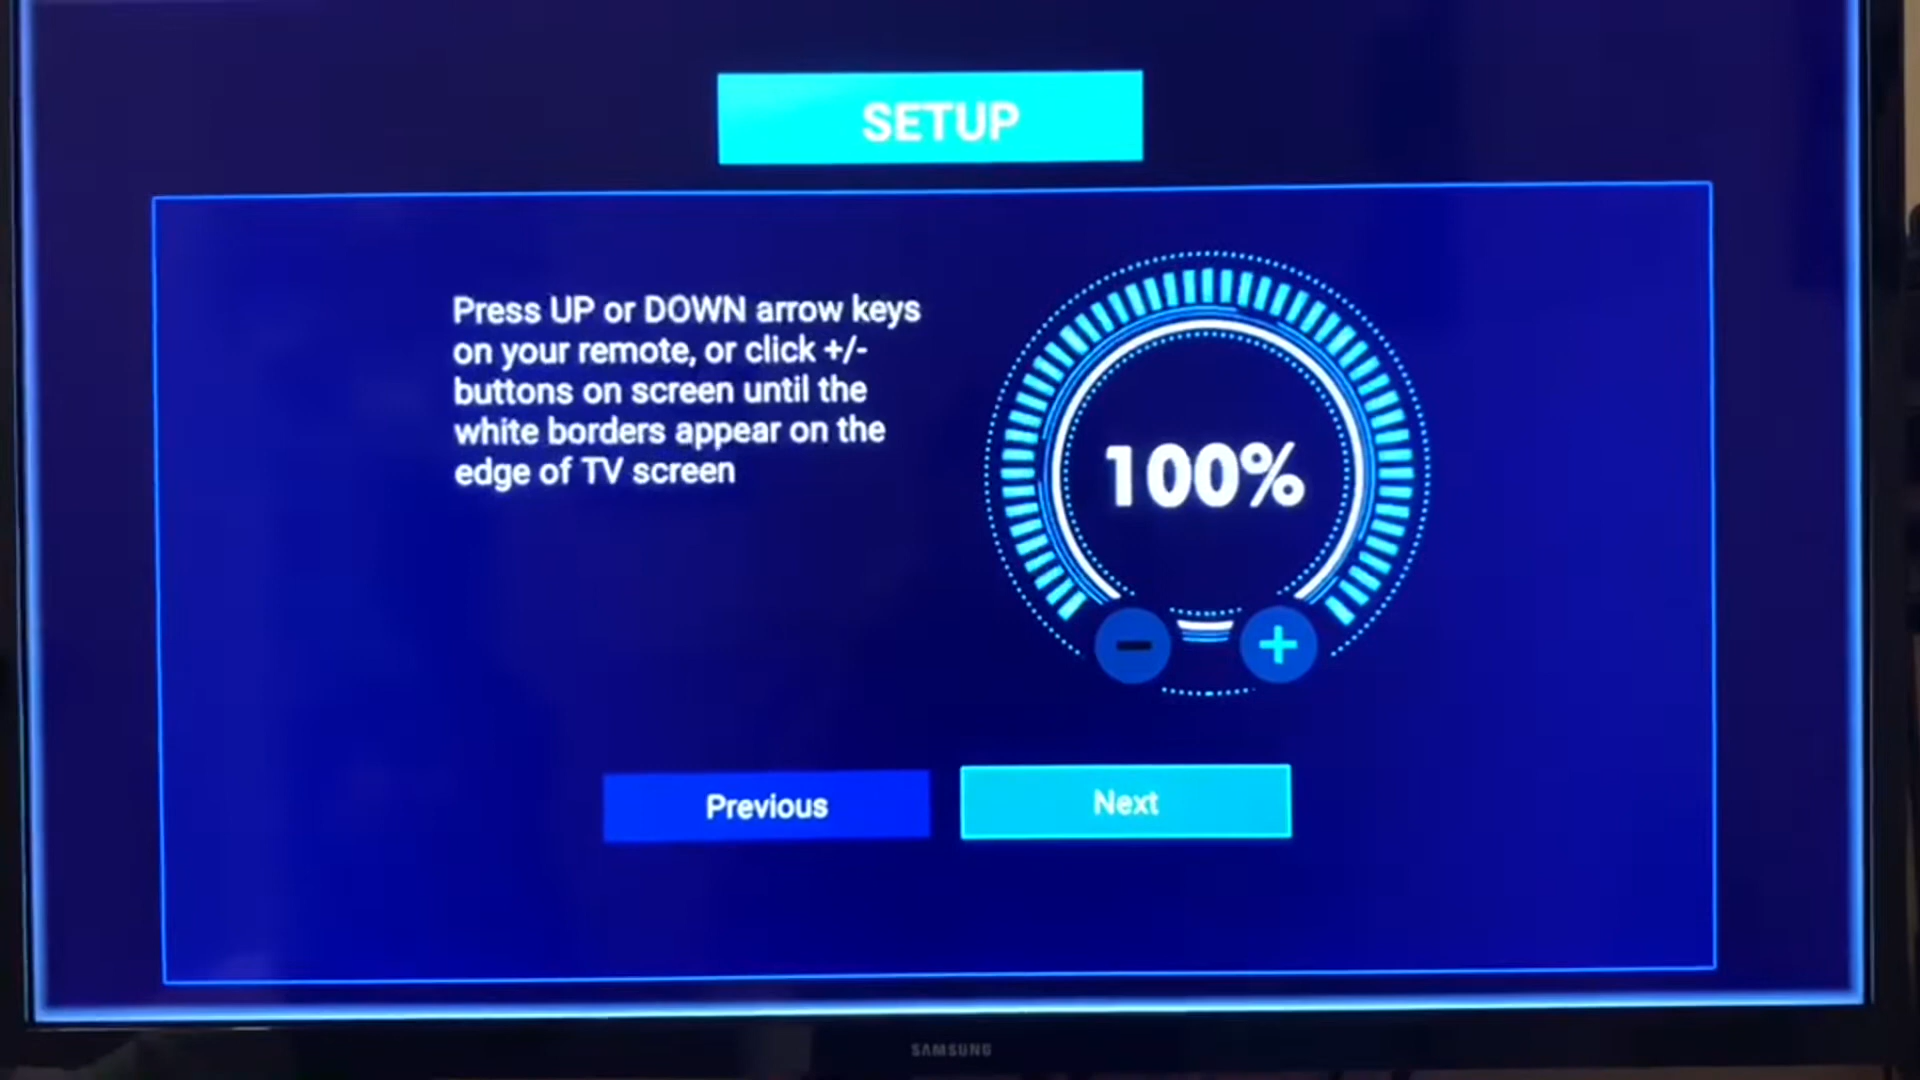 SETUP
Press UP or DOWN arrow keys
on your remote, or click +/-
buttons on screen until the
white borders appear on the
edge of TV screen
100%
- +
Previous
Next
SAMSUNG